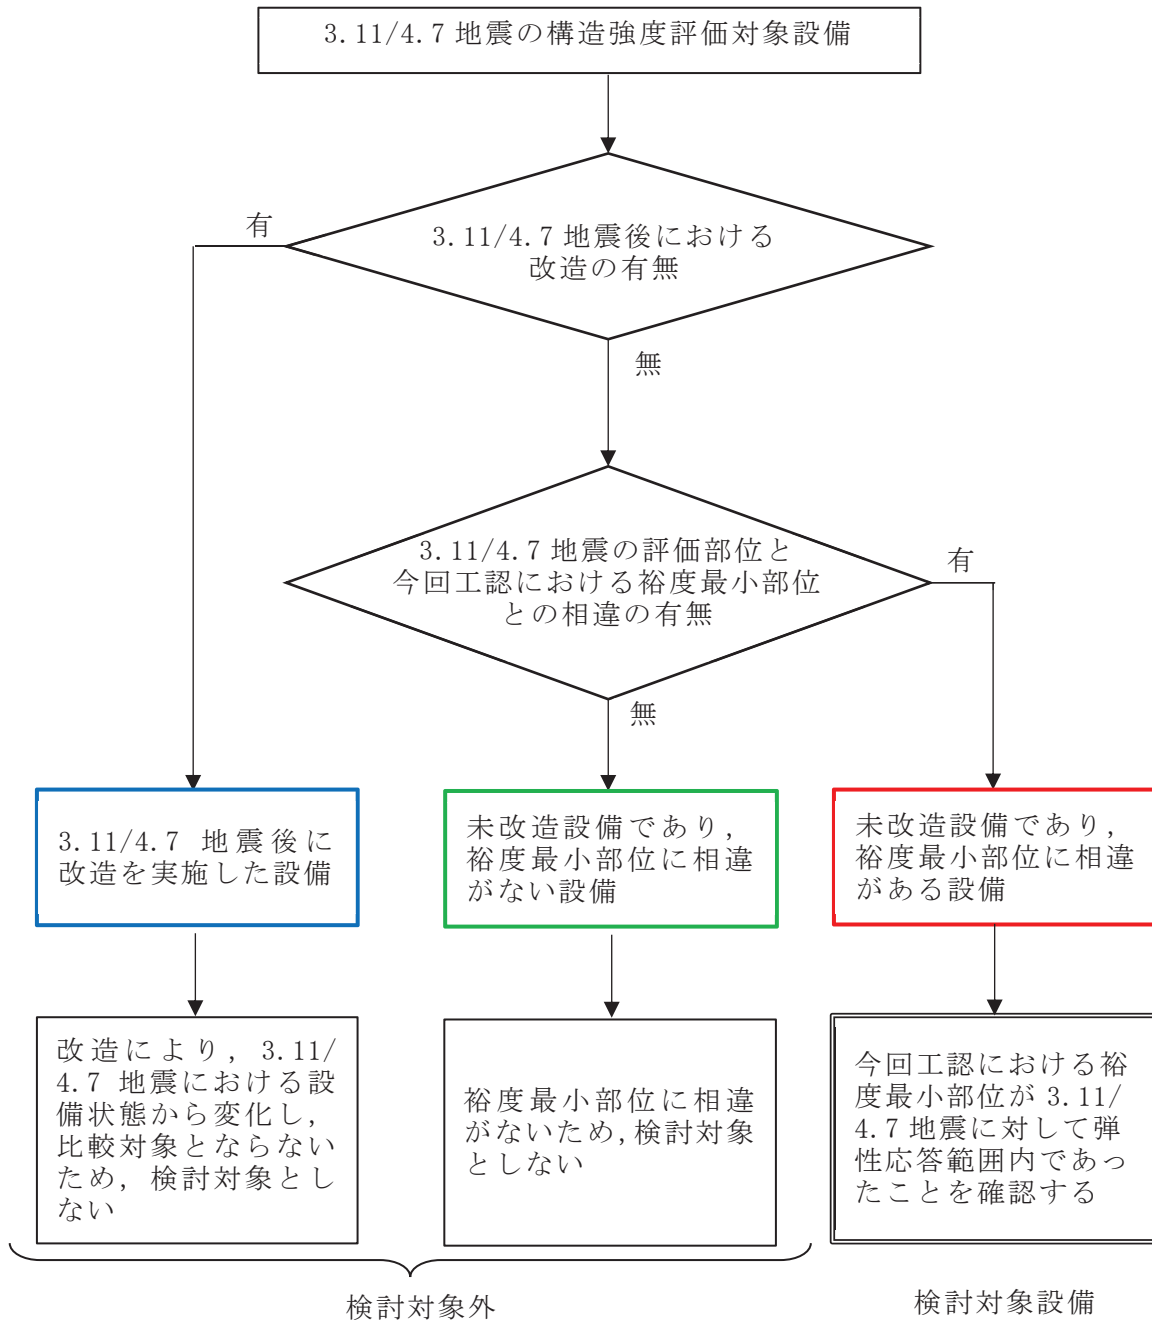 3.11/4.7 地震の構造強度評価対象設備
有
3.11/4.7 地震後における
改造の有無
無
3.11/4.7 地震の評価部位と
今回工認における裕度最小部位
との相違の有無
有
無
3.11/4.7 地震後に
改造を実施した設備
未改造設備であり,
裕度最小部位に相違
がない設備
未改造設備であり,
裕度最小部位に相違
がある設備
改造により, 3.11/
4.7 地震における設
備状態から変化し,
比較対象とならない
ため, 検討対象とし
ない
裕度最小部位に相違
がないため,検討対象
としない
今回工認における裕
度最小部位が 3.11/
4.7 地震に対して弾
性応答範囲内であっ
たことを確認する
検討対象外
検討対象設備